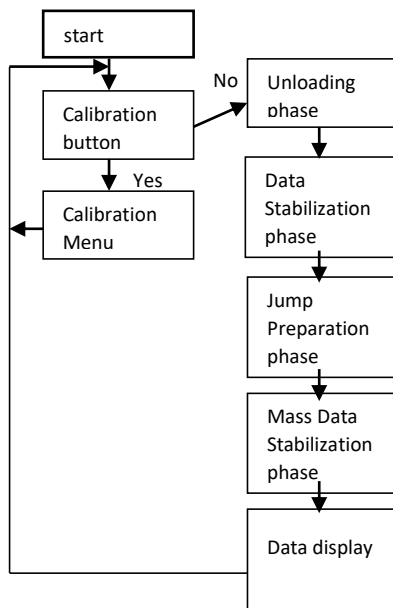 start
No
Unloading
phase
Calibration
button
Yes
Data
Stabilization
phase
Calibration
Menu
Jump
Preparation
phase
Mass Data
Stabilization
phase
Data display